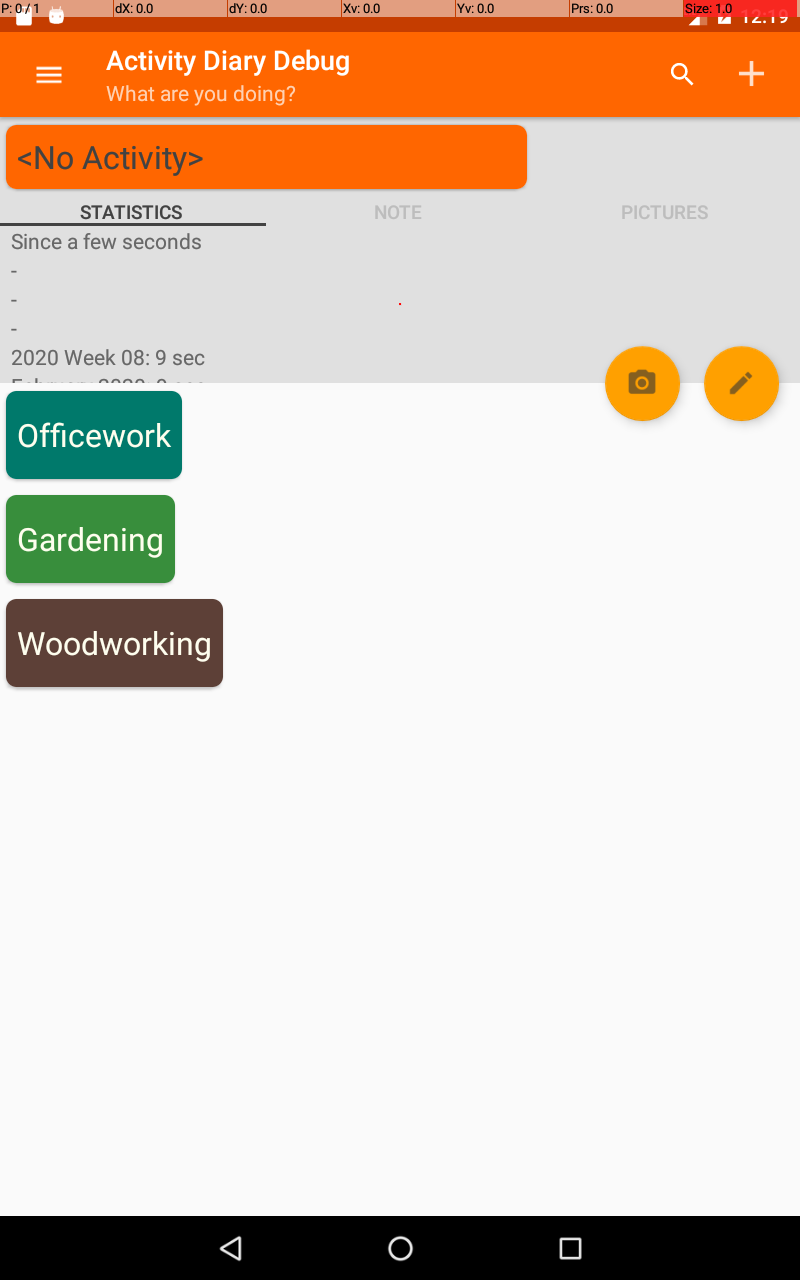 P: 0 / 1 dX: 0.0 dY: 0.0 Xv: 0.0 Yv: 0.0 Prs: 0.0 Size: 1.0
12:19
Activity Diary Debug
What are you doing?
<No Activity>
STATISTICS NOTE PICTURES
Since a few seconds
-
-
-
2020 Week 08: 9 sec
Officework
Gardening
Woodworking